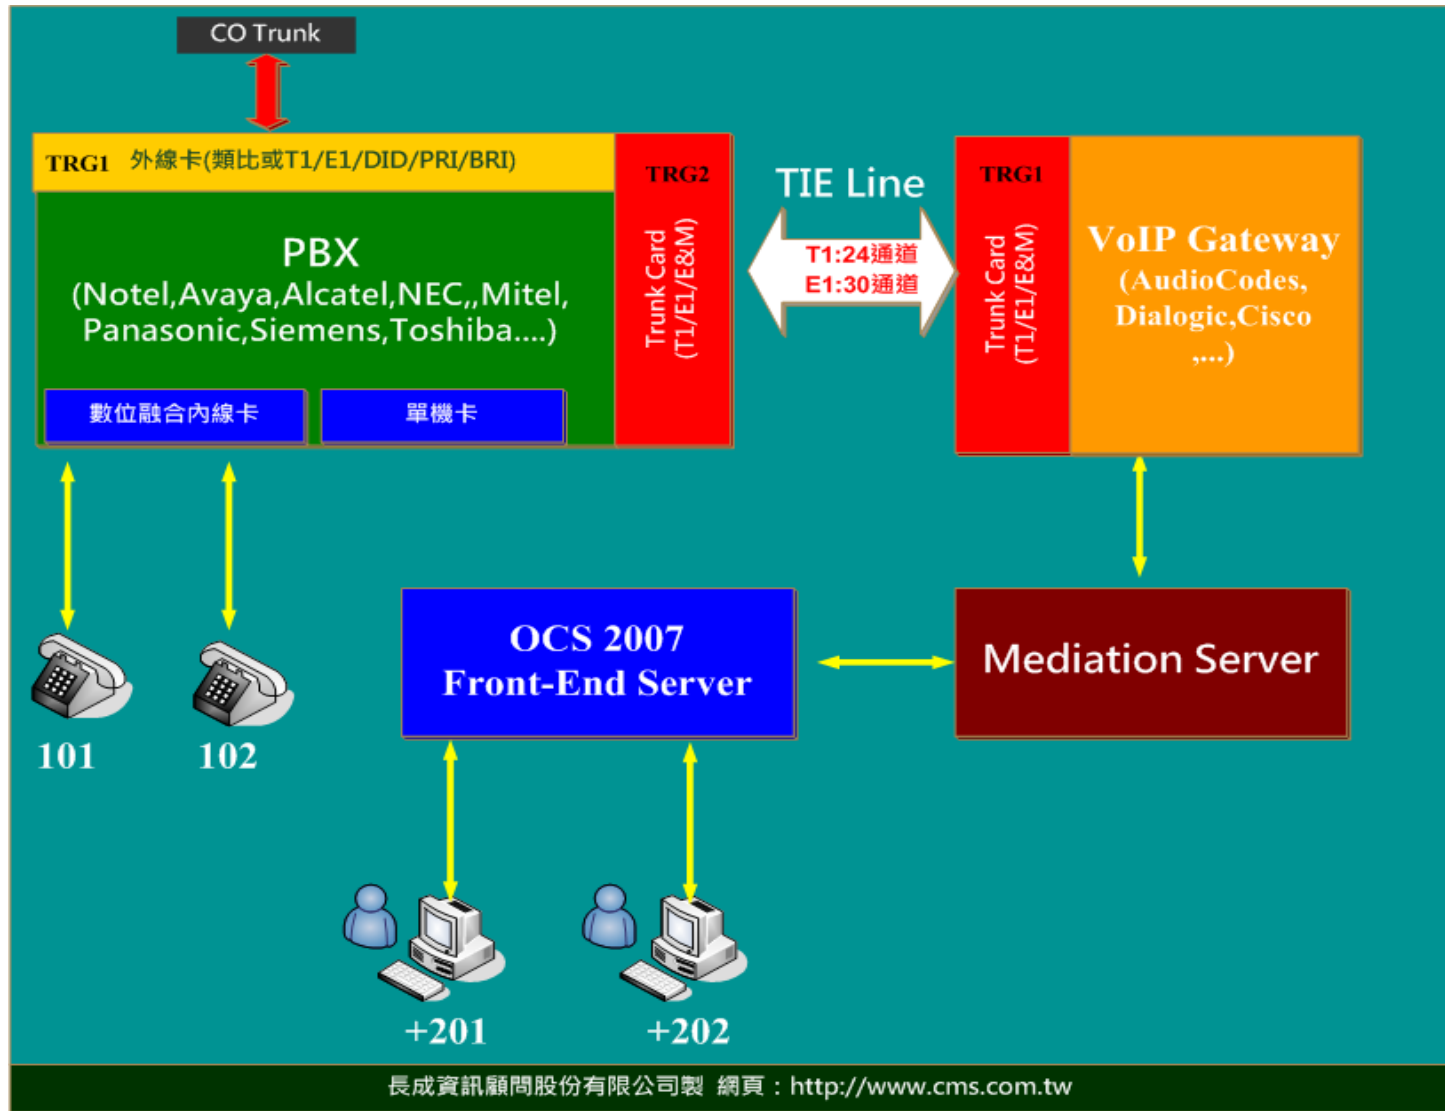 CO Trunk
TRG1 外線卡(類比或T1/E1/DID/PRI/BRI)
PBX
(Notel,Avaya,Alcatel,NEC,,Mitel,
Panasonic,Siemens,Toshiba....)
數位融合內線卡
單機卡
TRG2
Trunk Card
(T1/E1/E&M)
TIE Line
T1:24通道
E1:30通道
TRG1
Trunk Card
(T1/E1/E&M)
VoIP Gateway
(AudioCodes,
Dialogic,Cisco
,...)
OCS 2007
Front-End Server
Mediation Server
101
102
+201
+202
長成資訊顧問股份有限公司製 網頁：http://www.cms.com.tw